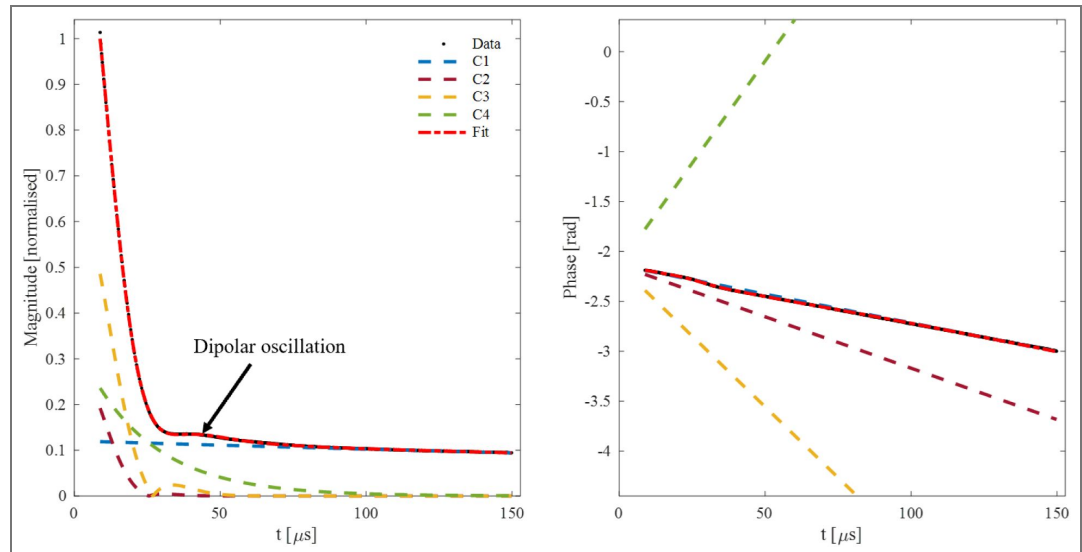 Magnitude [normalised]
1
0.9
0.8
0.7
0.6
0.5
0.4
0.3
0.2
0.1
0
Data
C1
C2
C3
C4
Fit
Dipolar oscillation
0 50 100 150
t [μs]
Phase [rad]
0
-0.5
-1
-1.5
-2
-2.5
-3
-3.5
-4
0 50 100 150
t [μs]